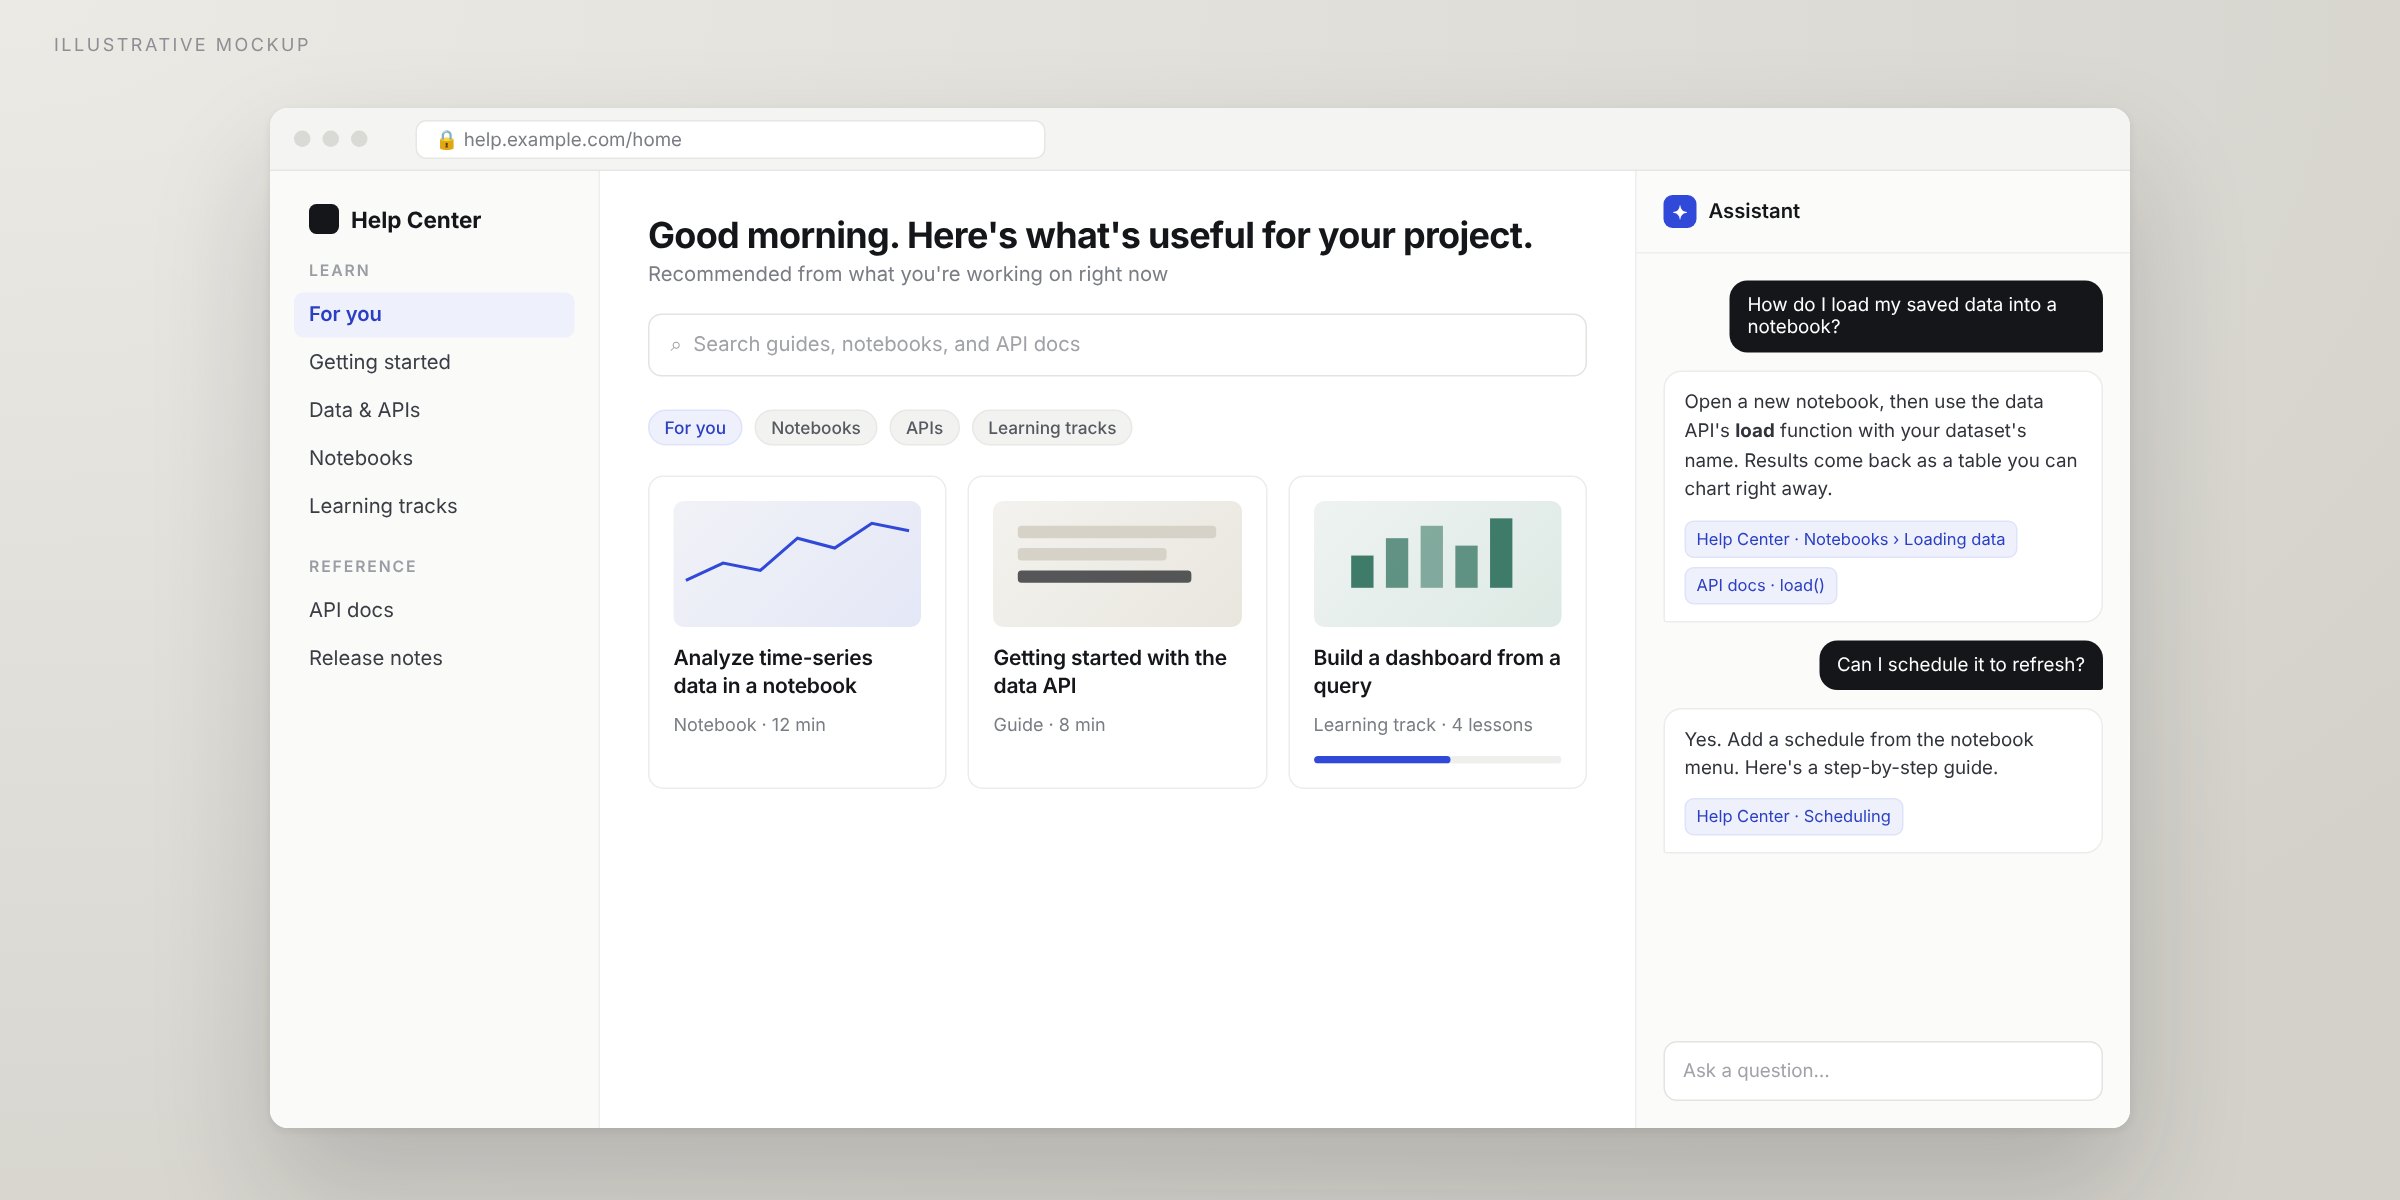 ILLUSTRATIVE MOCKUP
🔒 help.example.com/home
Help Center
LEARN
For you
Getting started
Data & APIs
Notebooks
Learning tracks
REFERENCE
API docs
Release notes
Good morning. Here's what's useful for your project.
Recommended from what you're working on right now
Search guides, notebooks, and API docs
For you
Notebooks
APIs
Learning tracks
Analyze time-series
data in a notebook
Notebook · 12 min
Getting started with the
data API
Guide · 8 min
Build a dashboard from a
query
Learning track · 4 lessons
Assistant
How do I load my saved data into a
notebook?
Open a new notebook, then use the data
API's load function with your dataset's
name. Results come back as a table you can
chart right away.
Help Center · Notebooks › Loading data
API docs · load()
Can I schedule it to refresh?
Yes. Add a schedule from the notebook
menu. Here's a step-by-step guide.
Help Center · Scheduling
Ask a question...